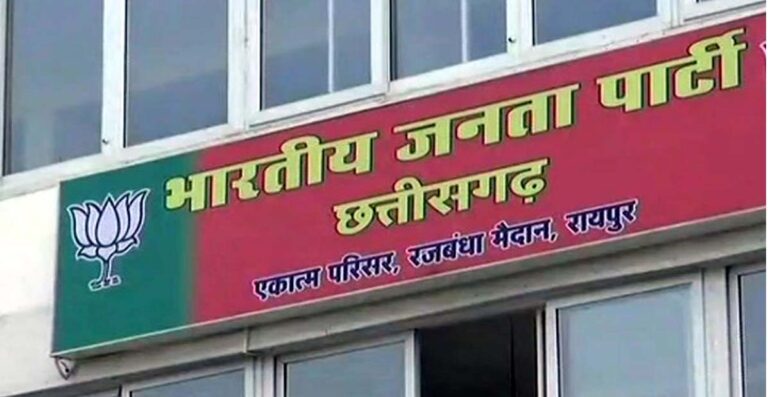 भारतीय जनता पार्टी
छत्तीसगढ़
एकात्म परिसर, रजबंधा मैदान, रायपुर